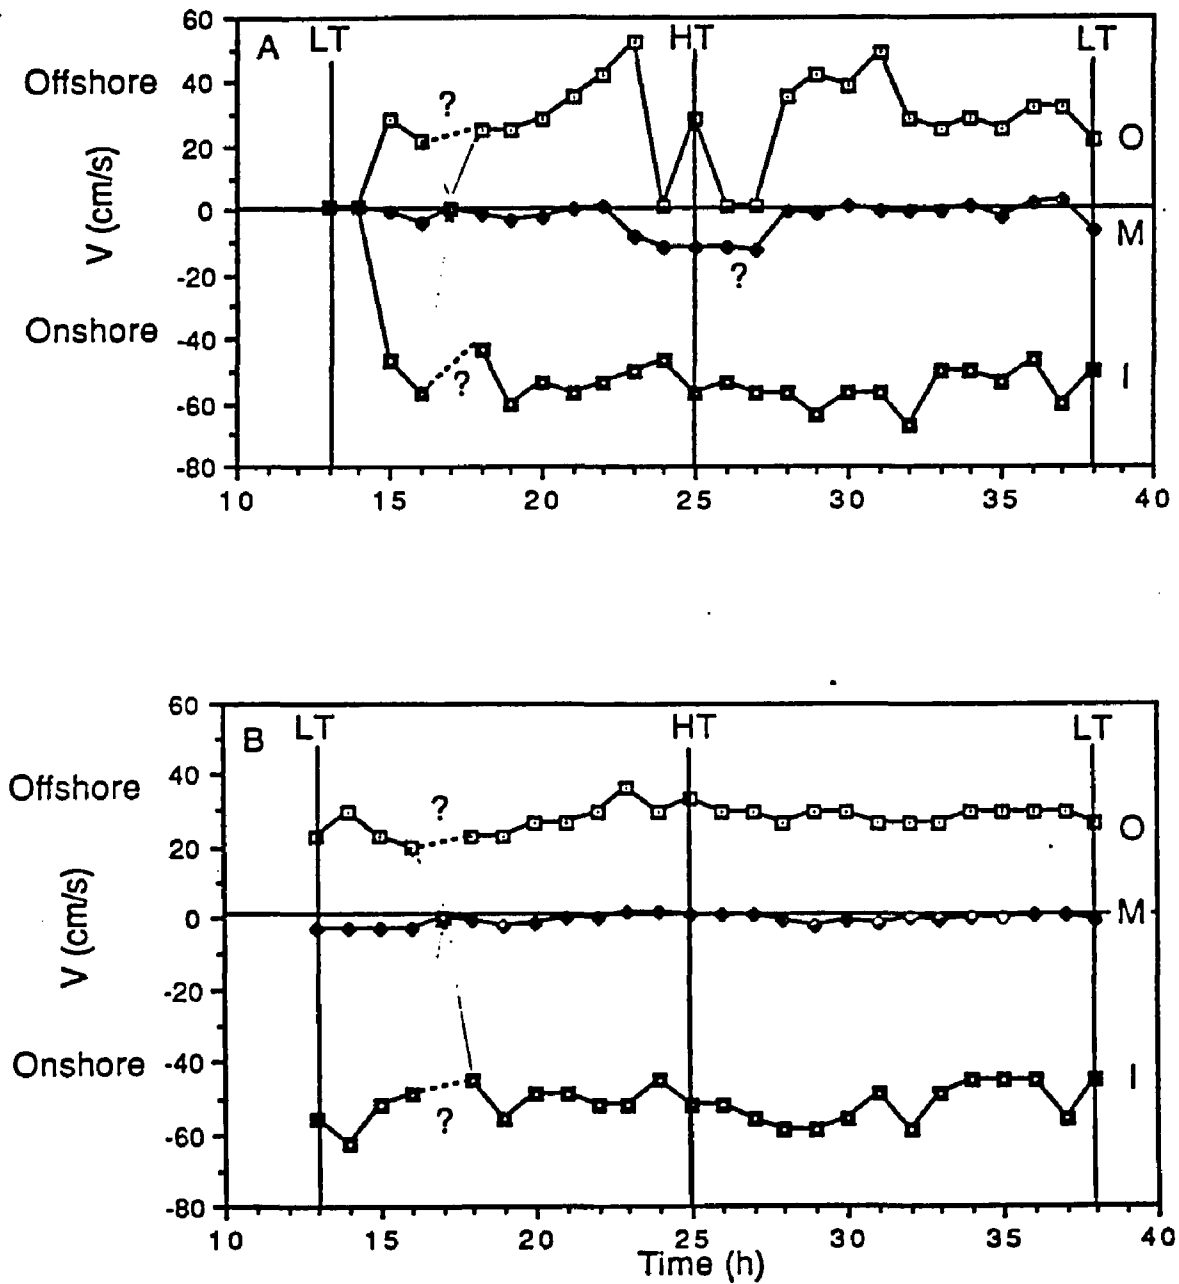 A LT HT LT
60
Offshore 40
?
20 O
V (cm/s) 0 M
?
-20
Onshore -40
? I
-60
-80
10 15 20 25 30 35 40
B LT HT LT
60
Offshore 40
?
20 O
V (cm/s) 0 M
-20
Onshore -40 I
?
-60
-80
10 15 20 25 30 35 40
Time (h)